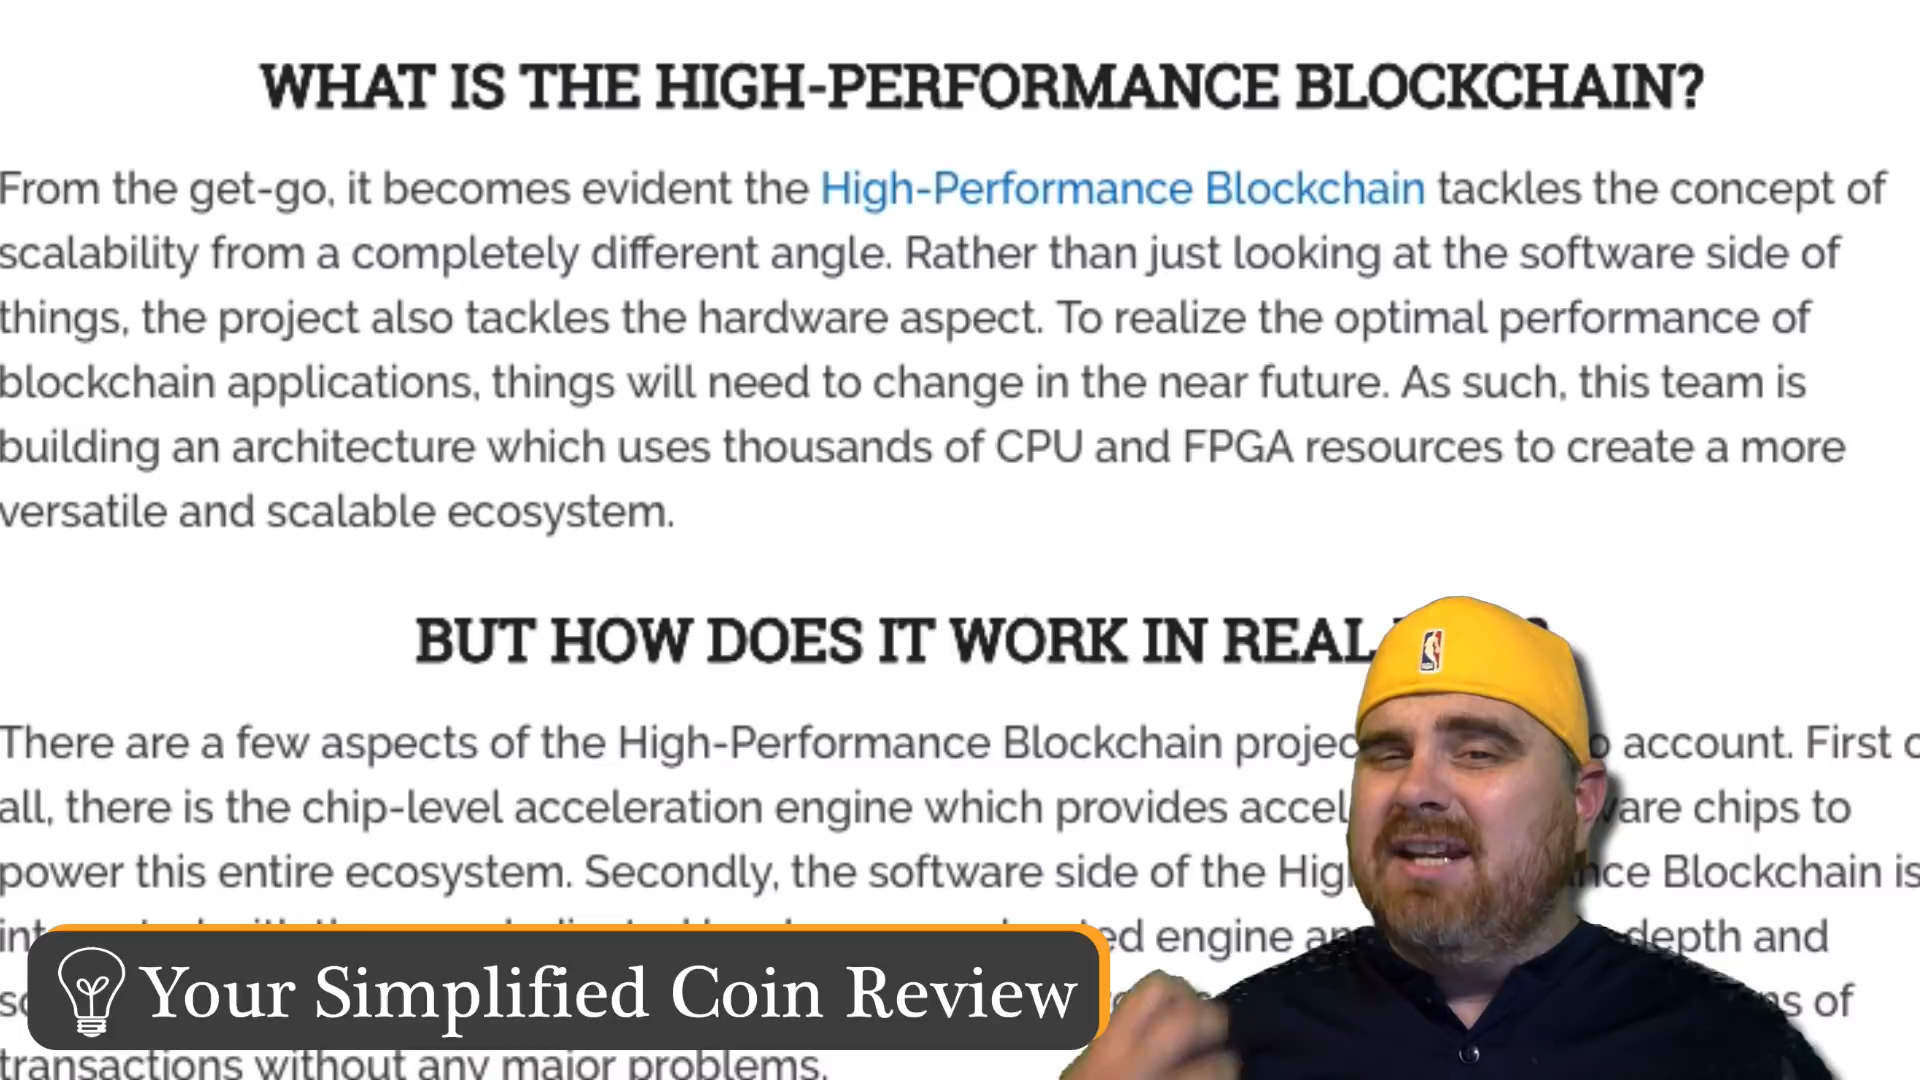 WHAT IS THE HIGH-PERFORMANCE BLOCKCHAIN?
From the get-go, it becomes evident the High-Performance Blockchain tackles the concept of
scalability from a completely different angle. Rather than just looking at the software side of
things, the project also tackles the hardware aspect. To realize the optimal performance of
blockchain applications, things will need to change in the near future. As such, this team is
building an architecture which uses thousands of CPU and FPGA resources to create a more
versatile and scalable ecosystem.
BUT HOW DOES IT WORK IN REAL
There are a few aspects of the High-Performance Blockchain account. First
all, there is the chip-level acceleration engine which provides chips to
power this entire ecosystem. Secondly, the software side of the Blockchain is
engine depth and
of
transactions without any major problems.
Your Simplified Coin Review